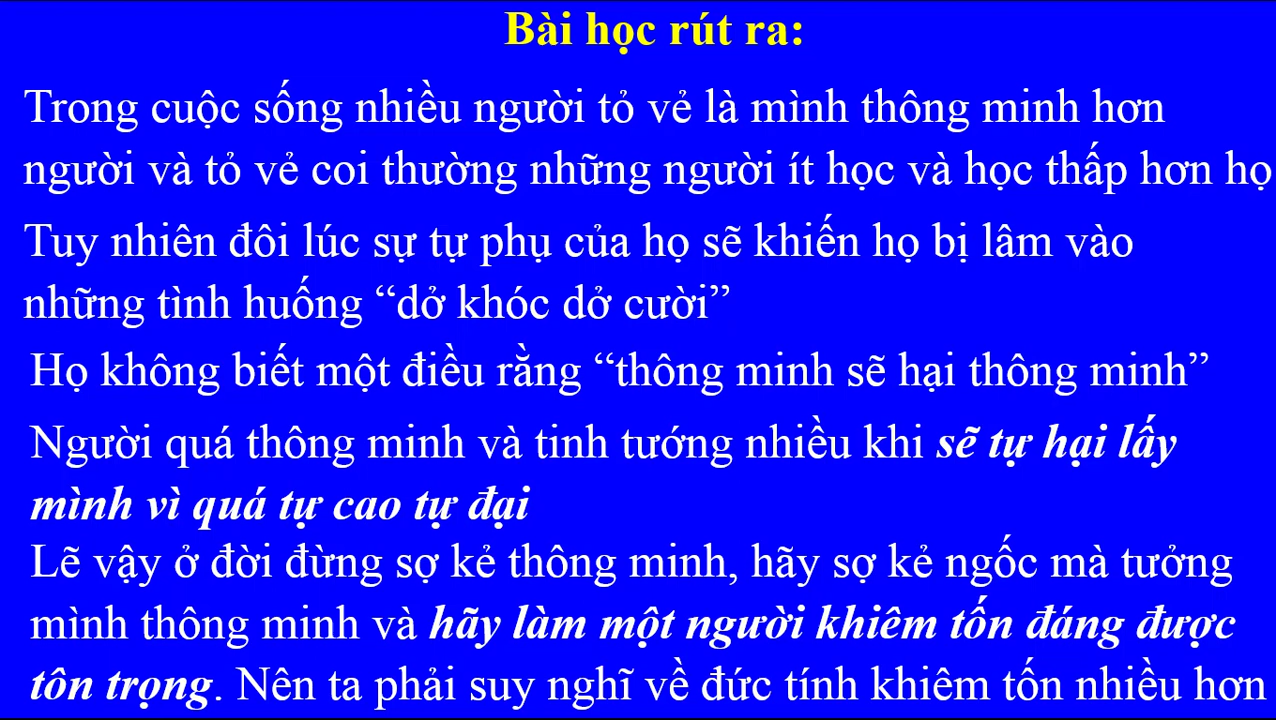 Bài học rút ra:
Trong cuộc sống nhiều người tỏ vẻ là mình thông minh hơn
người và tỏ vẻ coi thường những người ít học và học thấp hơn họ
Tuy nhiên đôi lúc sự tự phụ của họ sẽ khiến họ bị lâm vào
những tình huống “dở khóc dở cười”
Họ không biết một điều rằng “thông minh sẽ hại thông minh”
Người quá thông minh và tinh tướng nhiều khi sẽ tự hại lấy
mình vì quá tự cao tự đại
Lẽ vậy ở đời đừng sợ kẻ thông minh, hãy sợ kẻ ngốc mà tưởng
mình thông minh và hãy làm một người khiêm tốn đáng được
tôn trọng. Nên ta phải suy nghĩ về đức tính khiêm tốn nhiều hơn